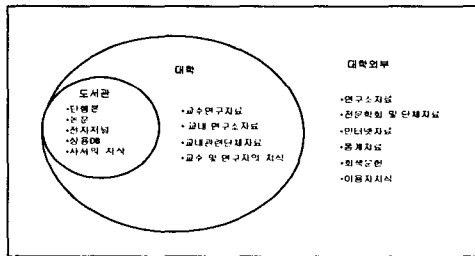 도서관
•단행본
•논문
•전자저널
•상용DB
•사서의 지식
대학
•교수연구자료
•교내 연구소자료
•교내관련단체자료
•교수 및 연구자의 지식
대학외부
•연구소자료
•전문학회 및 단체자료
•인터넷자료
•통계자료
•회색문헌
•이용자지식